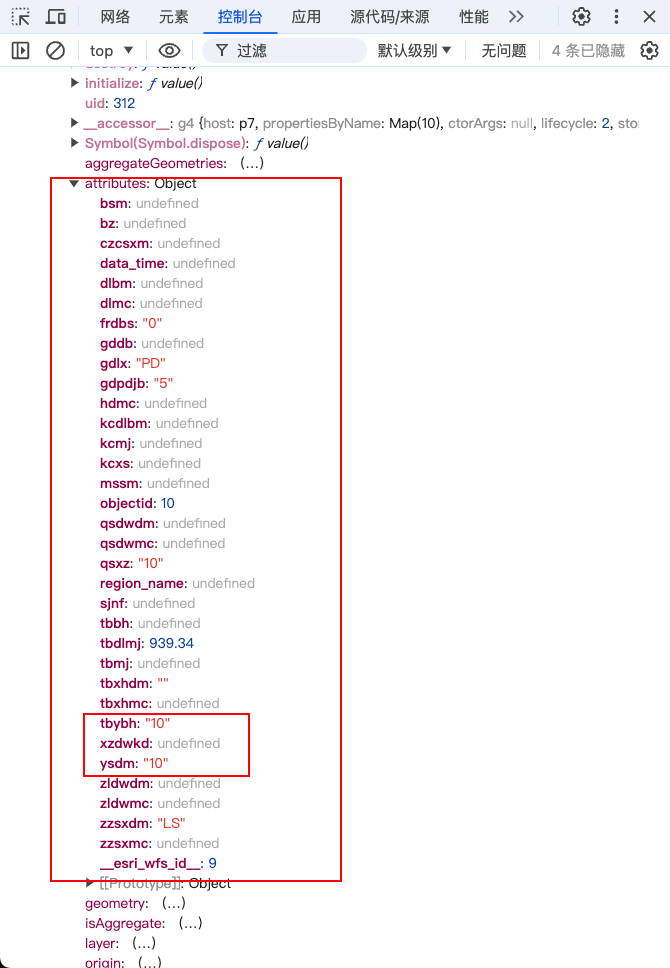 网络 元素 控制台 应用 源代码/来源 性能
top 过滤 默认级别 无问题 4 条已隐藏
initialize: ƒ value()
uid: 312
__accessor__: g4 {host: p7, propertiesByName: Map(10), ctorArgs: null, lifecycle: 2, sto
Symbol(Symbol.dispose): ƒ value()
aggregateGeometries: (...)
attributes: Object
bsm: undefined
bz: undefined
czcsxm: undefined
data_time: undefined
dlbm: undefined
dlmc: undefined
frdbs: "0"
gddb: undefined
gdlx: "PD"
gdpdjb: "5"
hdmc: undefined
kcdlbm: undefined
kcmj: undefined
kcxs: undefined
mssm: undefined
objectid: 10
qsdwdm: undefined
qsdwmc: undefined
qsxz: "10"
region_name: undefined
sjnf: undefined
tbbh: undefined
tbdlmj: 939.34
tbmj: undefined
tbxhdm: ""
tbxhmc: undefined
tbybh: "10"
xzdwkd: undefined
ysdm: "10"
zldwdm: undefined
zldwmc: undefined
zzsxdm: "LS"
zzsxmc: undefined
__esri_wfs_id__: 9
[[Prototype]]: Object
geometry: (...)
isAggregate: (...)
layer: (...)
origin: (...)